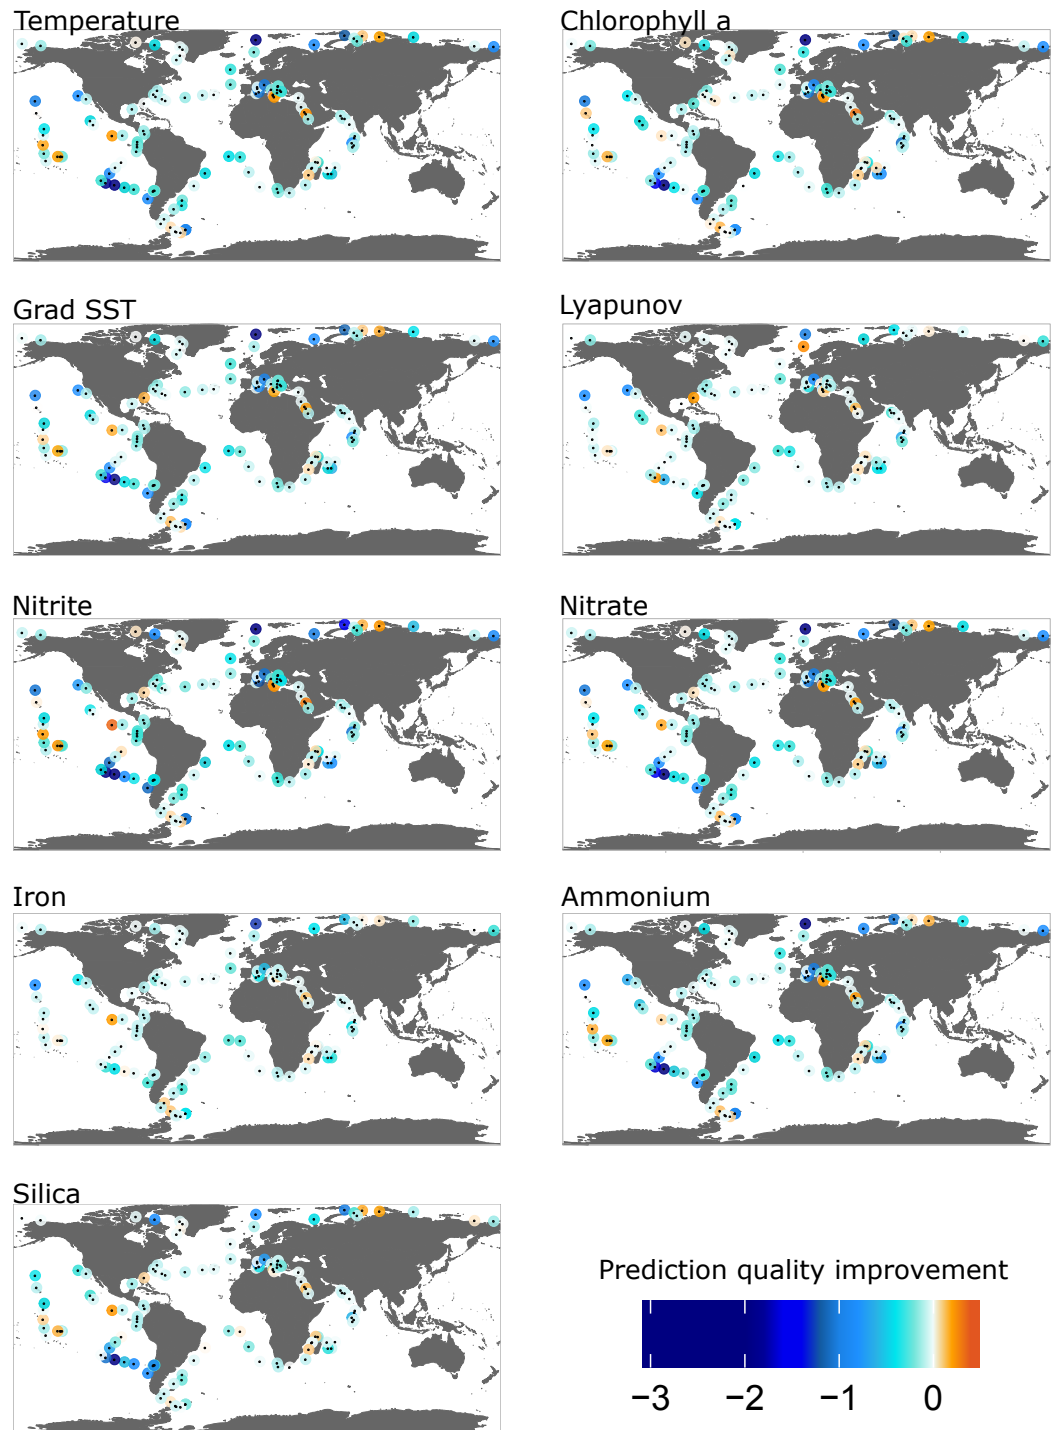 Temperature
Chlorophyll a
Grad SST
Lyapunov
Nitrite
Nitrate
Iron
Ammonium
Silica
Prediction quality improvement
−3 −2 −1 0